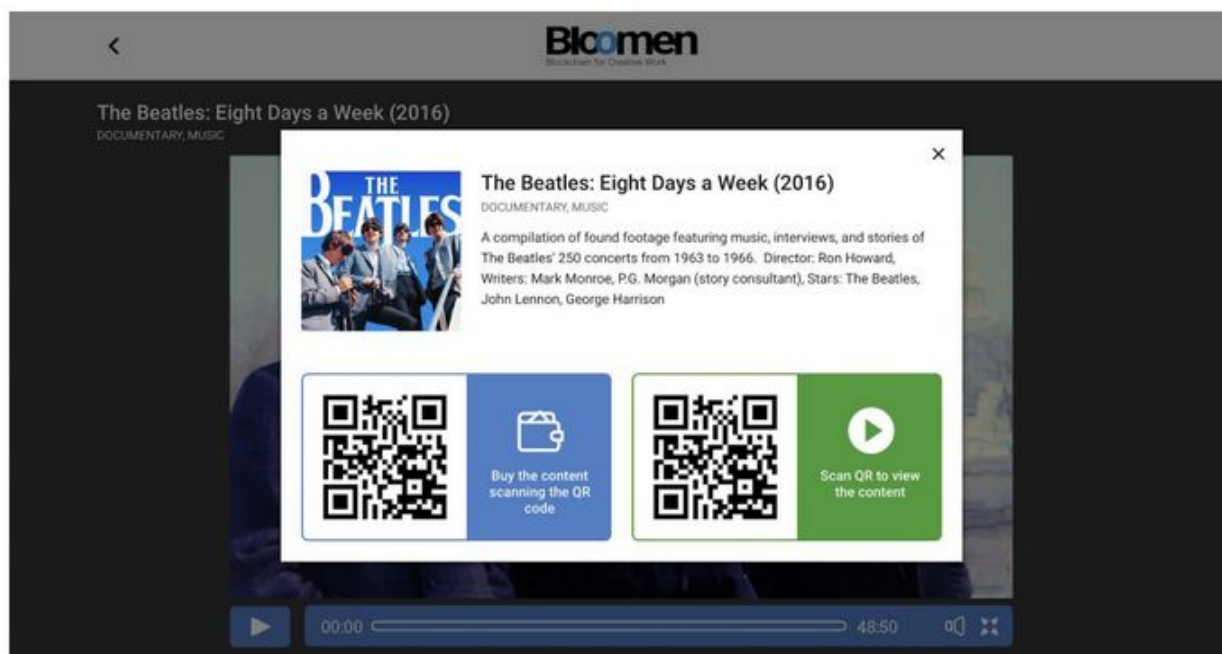 Bloomen
Blockchain for Creative Work
The Beatles: Eight Days a Week (2016)
DOCUMENTARY, MUSIC
THE
BEATLES
The Beatles: Eight Days a Week (2016)
DOCUMENTARY, MUSIC
A compilation of found footage featuring music, interviews, and stories of
The Beatles' 250 concerts from 1963 to 1966. Director: Ron Howard,
Writers: Mark Monroe, P.G. Morgan (story consultant), Stars: The Beatles,
John Lennon, George Harrison
Buy the content
scanning the QR
code
Scan QR to view
the content
00:00
48:50